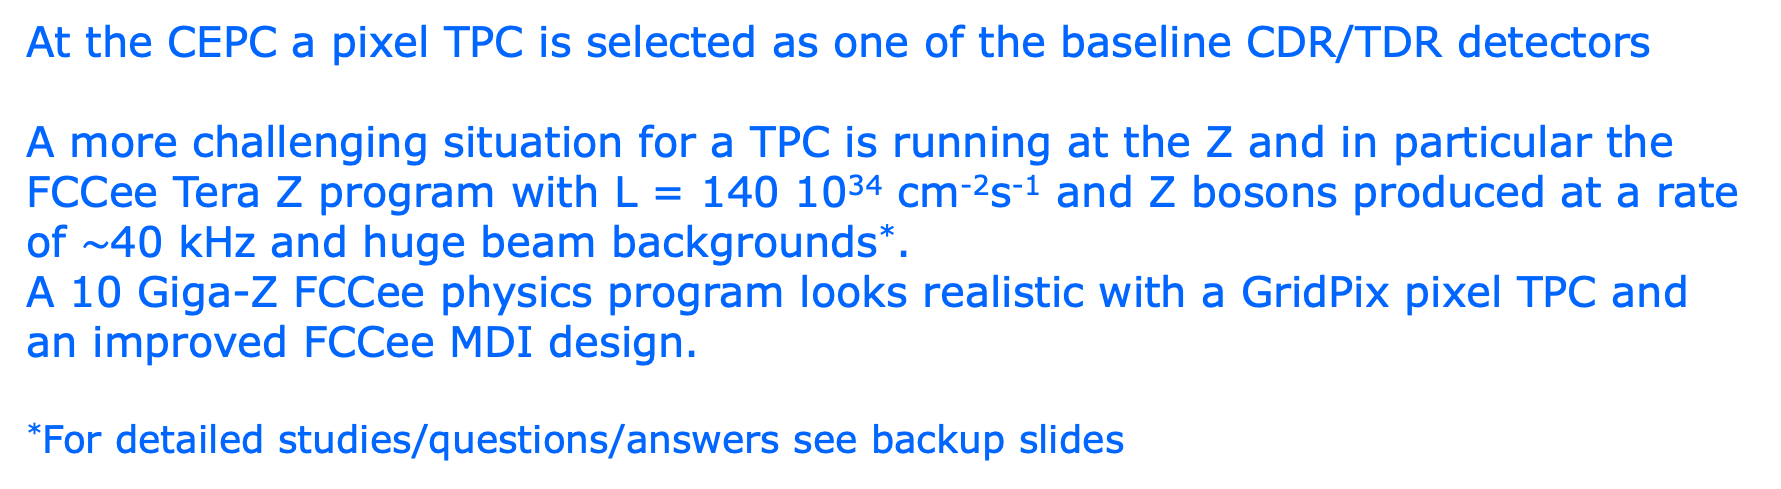 At the CEPC a pixel TPC is selected as one of the baseline CDR/TDR detectors
A more challenging situation for a TPC is running at the Z and in particular the
FCCee Tera Z program with L = 140 10³⁴ cm⁻²s⁻¹ and Z bosons produced at a rate
of ~40 kHz and huge beam backgrounds*.
A 10 Giga-Z FCCee physics program looks realistic with a GridPix pixel TPC and
an improved FCCee MDI design.
*For detailed studies/questions/answers see backup slides